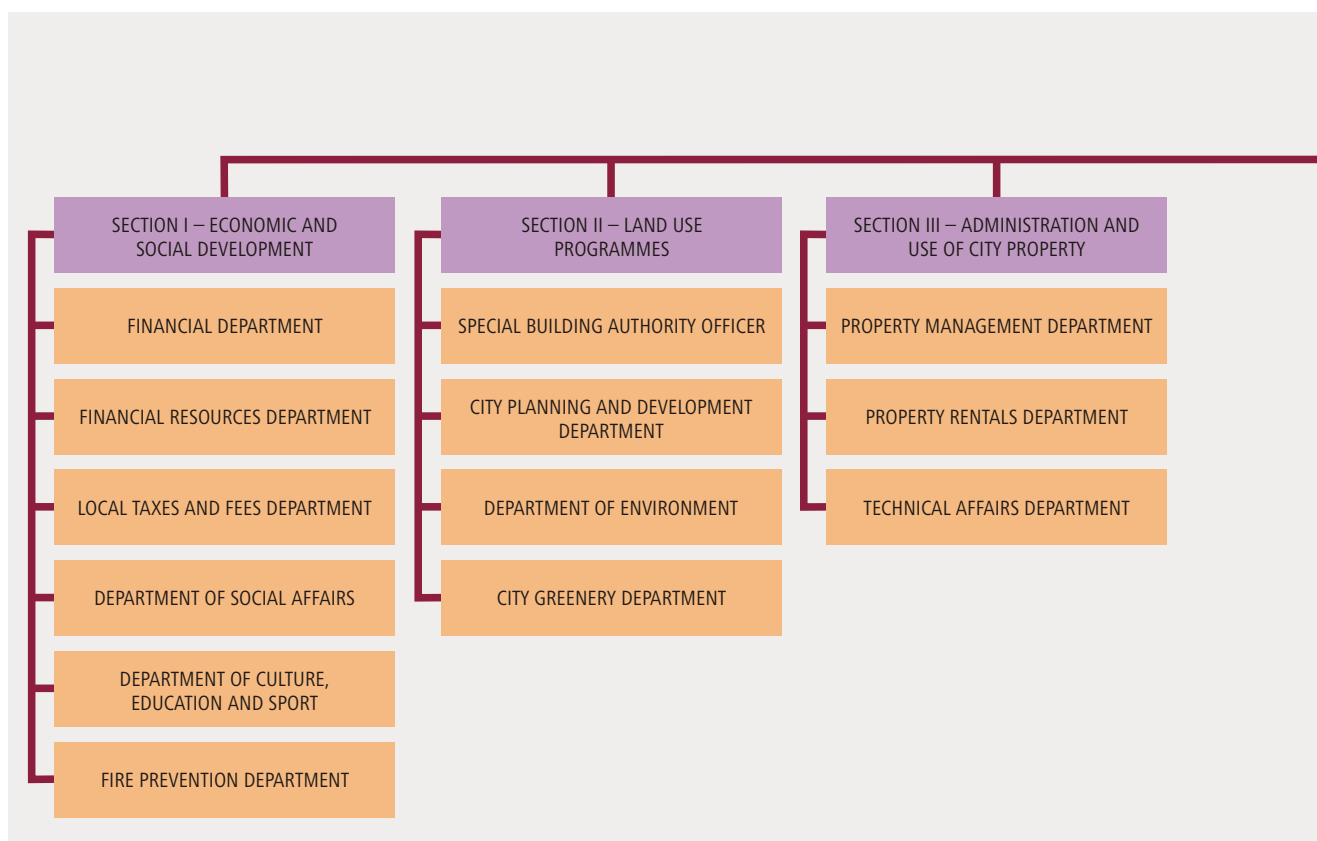 SECTION I – ECONOMIC AND
SOCIAL DEVELOPMENT
FINANCIAL DEPARTMENT
FINANCIAL RESOURCES DEPARTMENT
LOCAL TAXES AND FEES DEPARTMENT
DEPARTMENT OF SOCIAL AFFAIRS
DEPARTMENT OF CULTURE,
EDUCATION AND SPORT
FIRE PREVENTION DEPARTMENT
SECTION II – LAND USE
PROGRAMMES
SPECIAL BUILDING AUTHORITY OFFICER
CITY PLANNING AND DEVELOPMENT
DEPARTMENT
DEPARTMENT OF ENVIRONMENT
CITY GREENERY DEPARTMENT
SECTION III – ADMINISTRATION AND
USE OF CITY PROPERTY
PROPERTY MANAGEMENT DEPARTMENT
PROPERTY RENTALS DEPARTMENT
TECHNICAL AFFAIRS DEPARTMENT